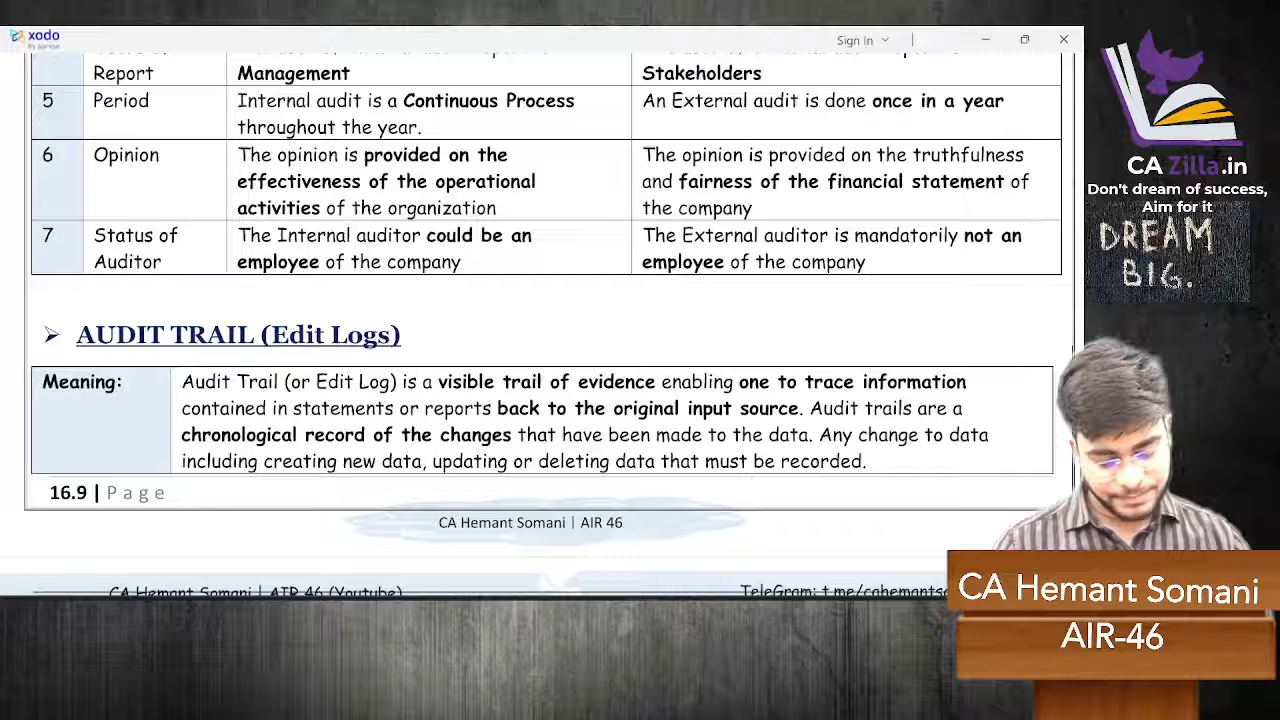 xodo
By apryse
Sign In
Report Management Stakeholders
5 Period Internal audit is a Continuous Process An External audit is done once in a year
throughout the year.
6 Opinion The opinion is provided on the The opinion is provided on the truthfulness
effectiveness of the operational and fairness of the financial statement of
activities of the organization the company
7 Status of The Internal auditor could be an The External auditor is mandatorily not an
Auditor employee of the company employee of the company
➢ AUDIT TRAIL (Edit Logs)
Meaning: Audit Trail (or Edit Log) is a visible trail of evidence enabling one to trace information
contained in statements or reports back to the original input source. Audit trails are a
chronological record of the changes that have been made to the data. Any change to data
including creating new data, updating or deleting data that must be recorded.
16.9 | Page
CA Hemant Somani | AIR 46
CA Hemant Somani | AIR 46 (Youtube) TeleGram: t.me/cahemants
CA Zilla.in
Don't dream of success,
Aim for it
DREAM
BIG.
CA Hemant Somani
AIR-46